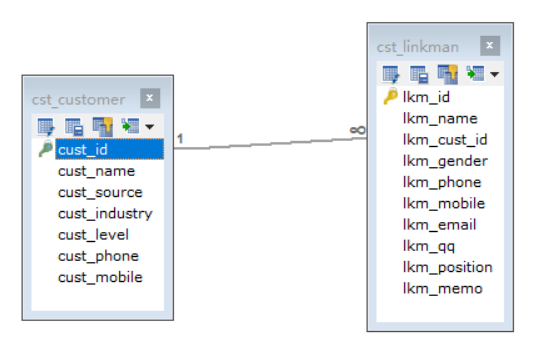 cst_customer
cust_id
cust_name
cust_source
cust_industry
cust_level
cust_phone
cust_mobile
1
∞
cst_linkman
lkm_id
lkm_name
lkm_cust_id
lkm_gender
lkm_phone
lkm_mobile
lkm_email
lkm_qq
lkm_position
lkm_memo